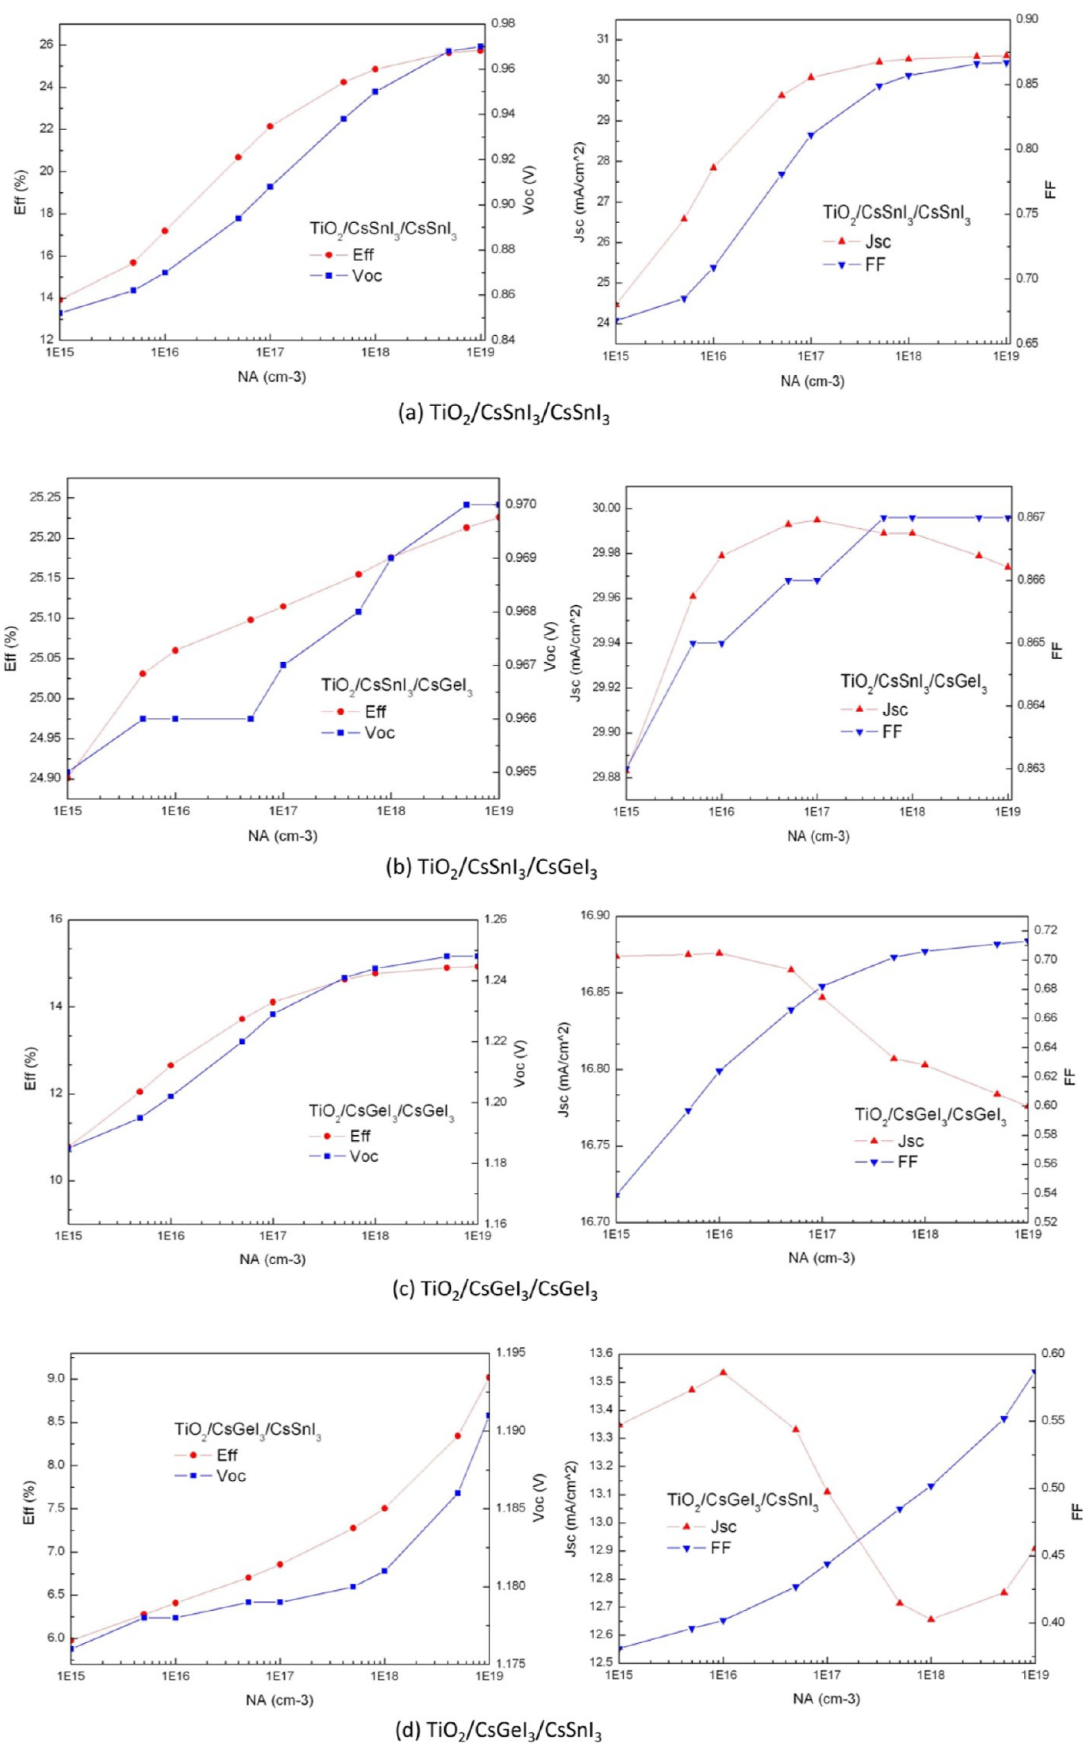 26
24
22
20
18
16
14
12
Eff (%)
0.98
0.96
0.94
0.92
0.90
0.88
0.86
0.84
Voc (V)
TiO2/CsSnI3/CsSnI3
Eff
Voc
1E15 1E16 1E17 1E18 1E19
NA (cm-3)
31
30
29
28
27
26
25
24
Jsc (mA/cm^2)
0.90
0.85
0.80
0.75
0.70
0.65
FF
TiO2/CsSnI3/CsSnI3
Jsc
FF
1E15 1E16 1E17 1E18 1E19
NA (cm-3)
(a) TiO2/CsSnI3/CsSnI3
25.25
25.20
25.15
25.10
25.05
25.00
24.95
24.90
Eff (%)
0.970
0.969
0.968
0.967
0.966
0.965
Voc (V)
TiO2/CsSnI3/CsGeI3
Eff
Voc
1E15 1E16 1E17 1E18 1E19
NA (cm-3)
30.00
29.98
29.96
29.94
29.92
29.90
29.88
Jsc (mA/cm^2)
0.867
0.866
0.865
0.864
0.863
FF
TiO2/CsSnI3/CsGeI3
Jsc
FF
1E15 1E16 1E17 1E18 1E19
NA (cm-3)
(b) TiO2/CsSnI3/CsGeI3
16
14
12
10
Eff (%)
1.26
1.24
1.22
1.20
1.18
1.16
Voc (V)
TiO2/CsGeI3/CsGeI3
Eff
Voc
1E15 1E16 1E17 1E18 1E19
NA (cm-3)
16.90
16.85
16.80
16.75
16.70
Jsc (mA/cm^2)
0.72
0.70
0.68
0.66
0.64
0.62
0.60
0.58
0.56
0.54
0.52
FF
TiO2/CsGeI3/CsGeI3
Jsc
FF
1E15 1E16 1E17 1E18 1E19
NA (cm-3)
(c) TiO2/CsGeI3/CsGeI3
9.0
8.5
8.0
7.5
7.0
6.5
6.0
Eff (%)
1.195
1.190
1.185
1.180
1.175
Voc (V)
TiO2/CsGeI3/CsSnI3
Eff
Voc
1E15 1E16 1E17 1E18 1E19
NA (cm-3)
13.6
13.5
13.4
13.3
13.2
13.1
13.0
12.9
12.8
12.7
12.6
12.5
Jsc (mA/cm^2)
0.60
0.55
0.50
0.45
0.40
FF
TiO2/CsGeI3/CsSnI3
Jsc
FF
1E15 1E16 1E17 1E18 1E19
NA (cm-3)
(d) TiO2/CsGeI3/CsSnI3